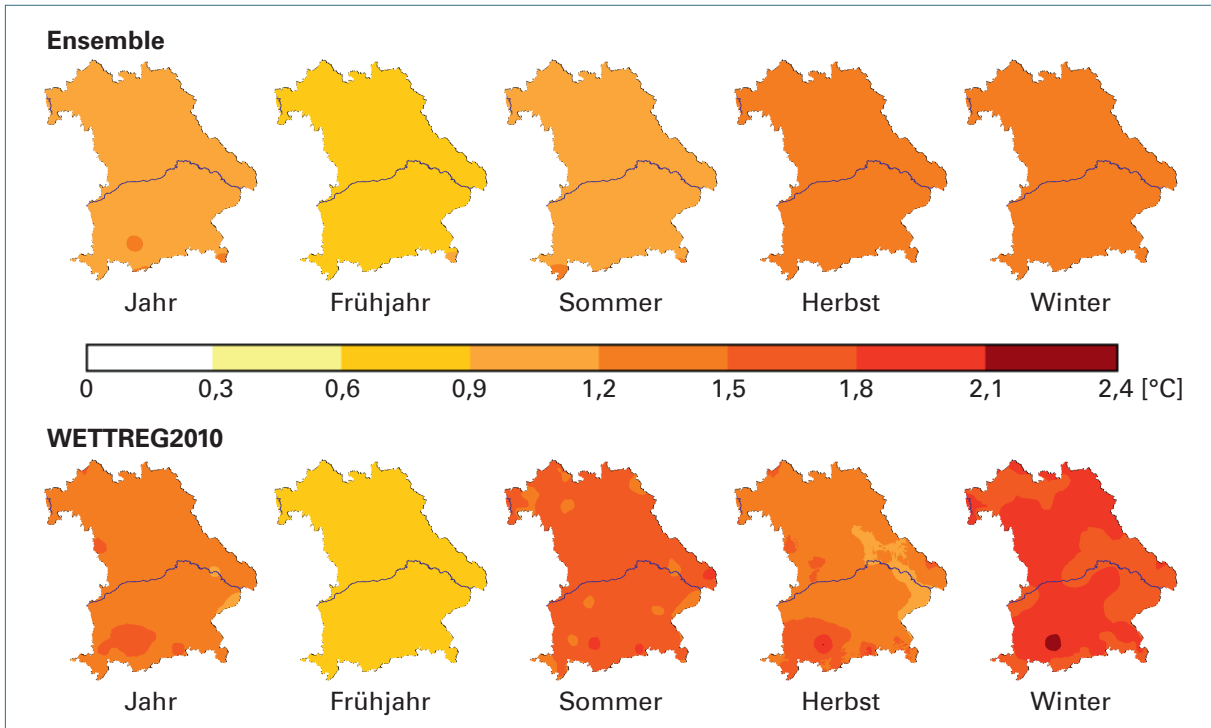 Ensemble
Jahr Frühjahr Sommer Herbst Winter
0 0,3 0,6 0,9 1,2 1,5 1,8 2,1 2,4 [°C]
WETTREG2010
Jahr Frühjahr Sommer Herbst Winter